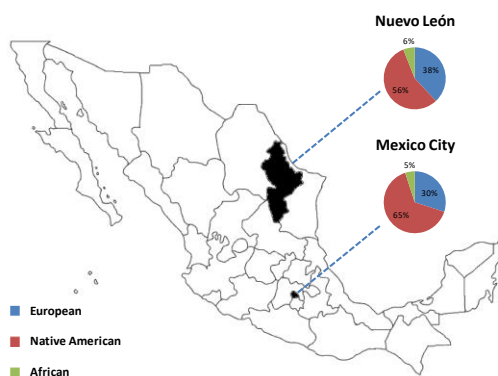 Nuevo León
6%
38%
56%
Mexico City
5%
30%
65%
European
Native American
African